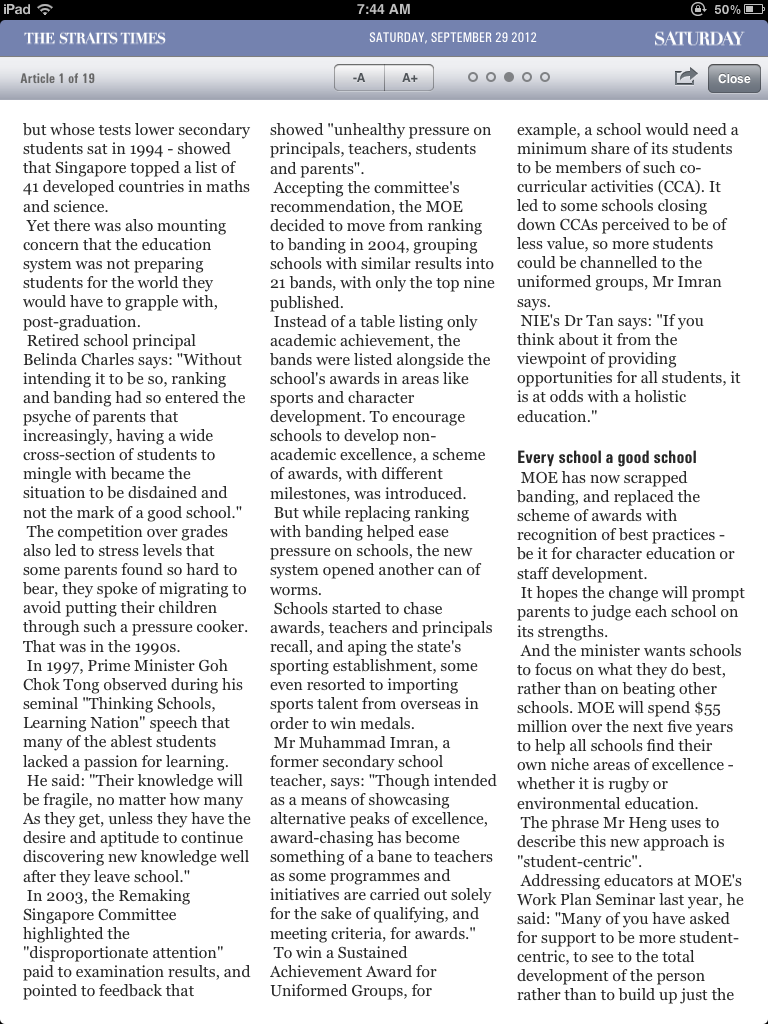 iPad
7:44 AM
50%
THE STRAITS TIMES
SATURDAY, SEPTEMBER 29 2012
SATURDAY
Article 1 of 19
-A
A+
Close
but whose tests lower secondary
students sat in 1994 - showed
that Singapore topped a list of
41 developed countries in maths
and science.
Yet there was also mounting
concern that the education
system was not preparing
students for the world they
would have to grapple with,
post-graduation.
Retired school principal
Belinda Charles says: "Without
intending it to be so, ranking
and banding had so entered the
psyche of parents that
increasingly, having a wide
cross-section of students to
mingle with became the
situation to be disdained and
not the mark of a good school."
The competition over grades
also led to stress levels that
some parents found so hard to
bear, they spoke of migrating to
avoid putting their children
through such a pressure cooker.
That was in the 1990s.
In 1997, Prime Minister Goh
Chok Tong observed during his
seminal "Thinking Schools,
Learning Nation" speech that
many of the ablest students
lacked a passion for learning.
He said: "Their knowledge will
be fragile, no matter how many
As they get, unless they have the
desire and aptitude to continue
discovering new knowledge well
after they leave school."
In 2003, the Remaking
Singapore Committee
highlighted the
"disproportionate attention"
paid to examination results, and
pointed to feedback that
showed "unhealthy pressure on
principals, teachers, students
and parents".
Accepting the committee's
recommendation, the MOE
decided to move from ranking
to banding in 2004, grouping
schools with similar results into
21 bands, with only the top nine
published.
Instead of a table listing only
academic achievement, the
bands were listed alongside the
school's awards in areas like
sports and character
development. To encourage
schools to develop non-
academic excellence, a scheme
of awards, with different
milestones, was introduced.
But while replacing ranking
with banding helped ease
pressure on schools, the new
system opened another can of
worms.
Schools started to chase
awards, teachers and principals
recall, and aping the state's
sporting establishment, some
even resorted to importing
sports talent from overseas in
order to win medals.
Mr Muhammad Imran, a
former secondary school
teacher, says: "Though intended
as a means of showcasing
alternative peaks of excellence,
award-chasing has become
something of a bane to teachers
as some programmes and
initiatives are carried out solely
for the sake of qualifying, and
meeting criteria, for awards."
To win a Sustained
Achievement Award for
Uniformed Groups, for
example, a school would need a
minimum share of its students
to be members of such co-
curricular activities (CCA). It
led to some schools closing
down CCAs perceived to be of
less value, so more students
could be channelled to the
uniformed groups, Mr Imran
says.
NIE's Dr Tan says: "If you
think about it from the
viewpoint of providing
opportunities for all students, it
is at odds with a holistic
education."
Every school a good school
MOE has now scrapped
banding, and replaced the
scheme of awards with
recognition of best practices -
be it for character education or
staff development.
It hopes the change will prompt
parents to judge each school on
its strengths.
And the minister wants schools
to focus on what they do best,
rather than on beating other
schools. MOE will spend $55
million over the next five years
to help all schools find their
own niche areas of excellence -
whether it is rugby or
environmental education.
The phrase Mr Heng uses to
describe this new approach is
"student-centric".
Addressing educators at MOE's
Work Plan Seminar last year, he
said: "Many of you have asked
for support to be more student-
centric, to see to the total
development of the person
rather than to build up just the